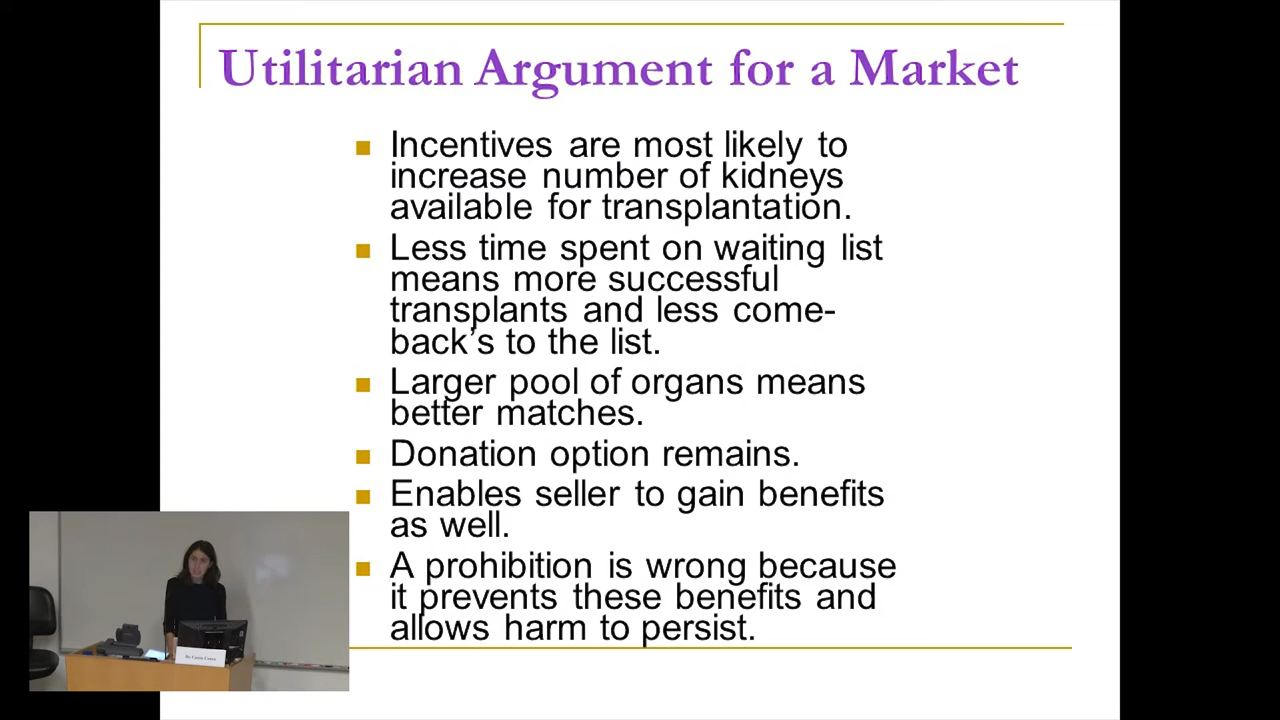 Utilitarian Argument for a Market
Incentives are most likely to
increase number of kidneys
available for transplantation.
Less time spent on waiting list
means more successful
transplants and less come-
back’s to the list.
Larger pool of organs means
better matches.
Donation option remains.
Enables seller to gain benefits
as well.
A prohibition is wrong because
it prevents these benefits and
allows harm to persist.